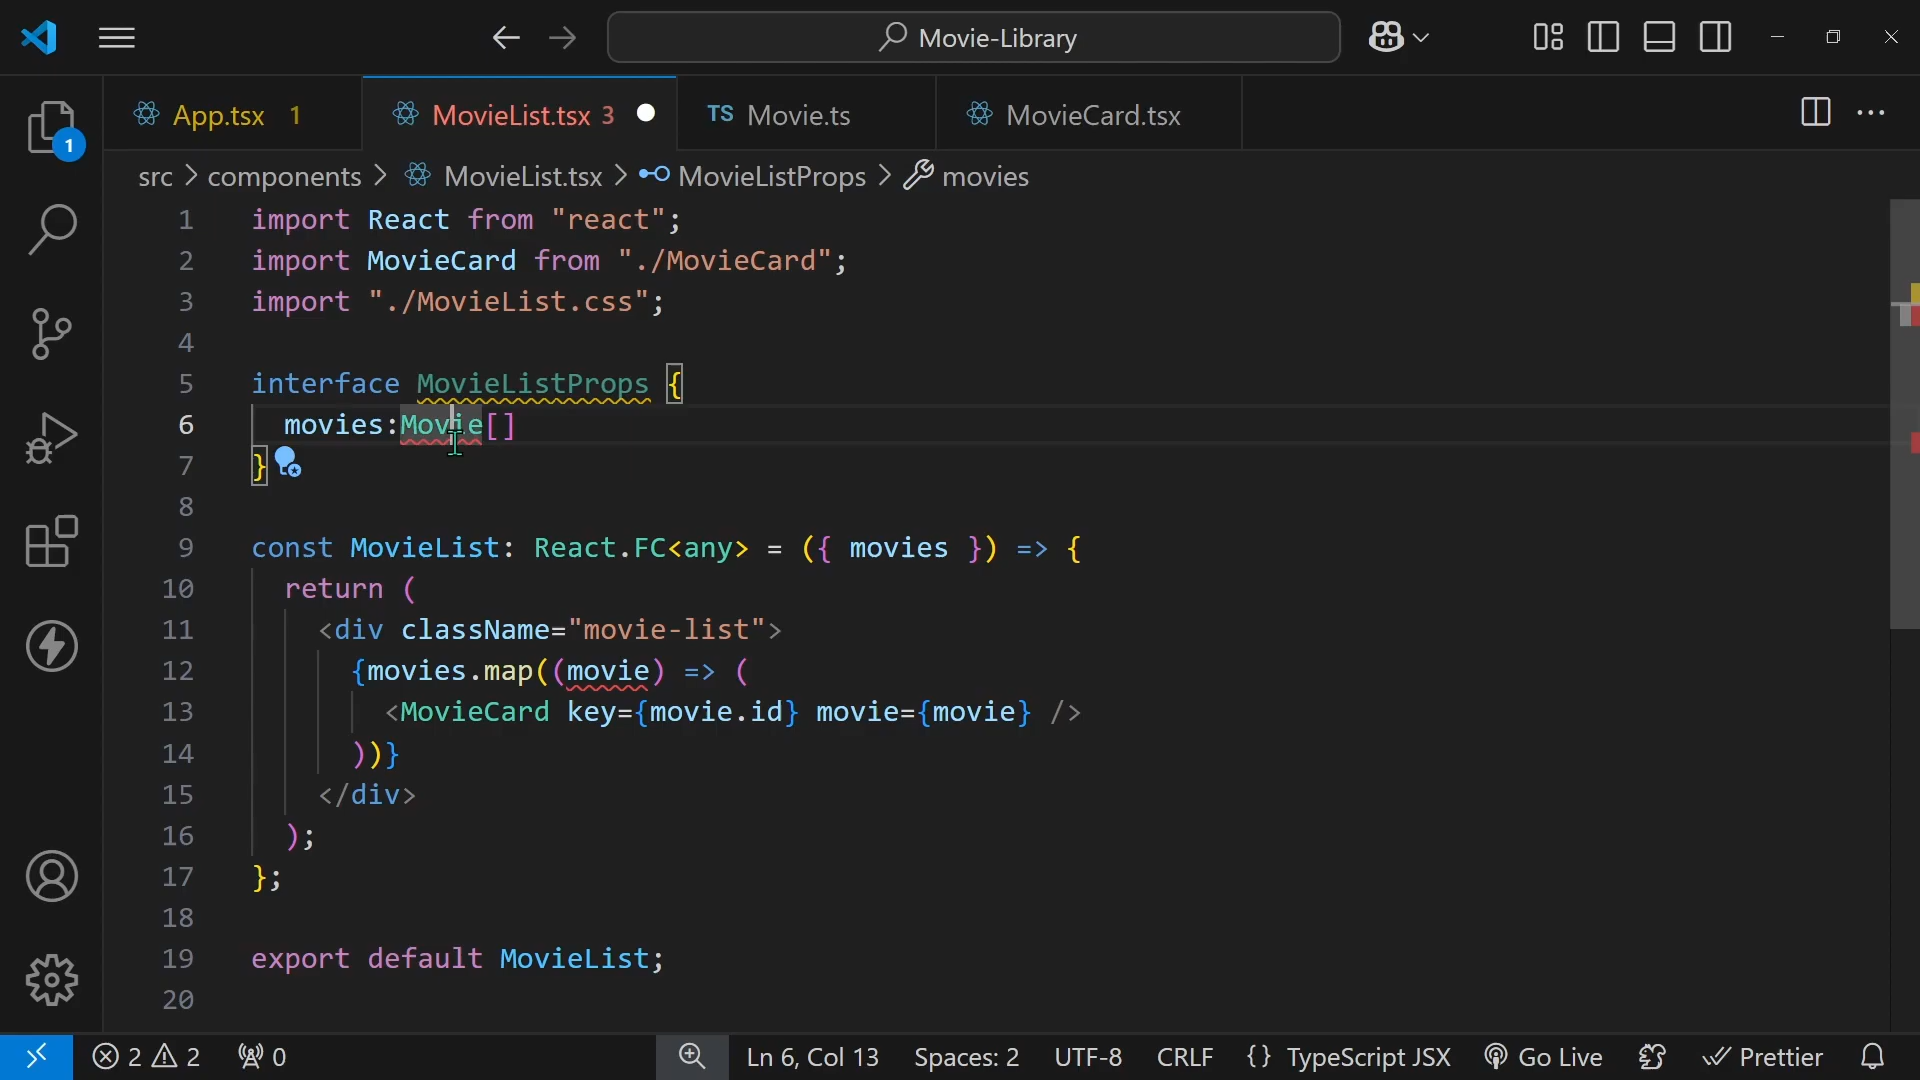 Movie-Library
App.tsx 1
MovieList.tsx 3
TS Movie.ts
MovieCard.tsx
1
src > components > MovieList.tsx > MovieListProps > movies
1 import React from "react";
2 import MovieCard from "./MovieCard";
3 import "./MovieList.css";
4
5 interface MovieListProps {
6 movies:Movie[]
7 }
8
9 const MovieList: React.FC<any> = ({ movies }) => {
10 return (
11 <div className="movie-list">
12 {movies.map((movie) => (
13 <MovieCard key={movie.id} movie={movie} />
14 ))}
15 </div>
16 );
17 };
18
19 export default MovieList;
20
2 2 0 Ln 6, Col 13 Spaces: 2 UTF-8 CRLF {} TypeScript JSX Go Live Prettier